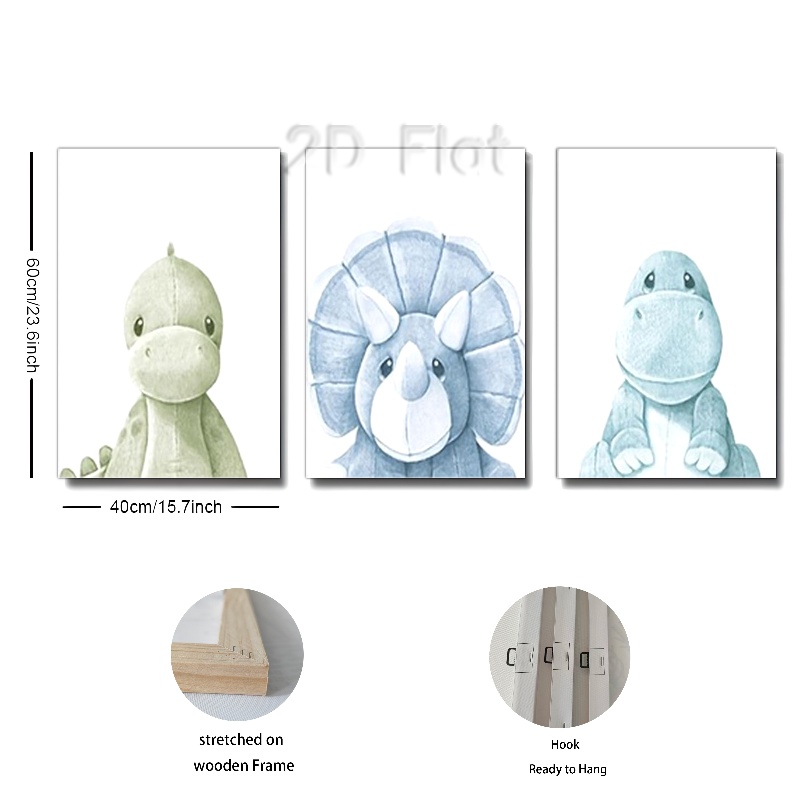 2D Flat
60cm/23.6inch
40cm/15.7inch
stretched on
wooden Frame
Hook
Ready to Hang